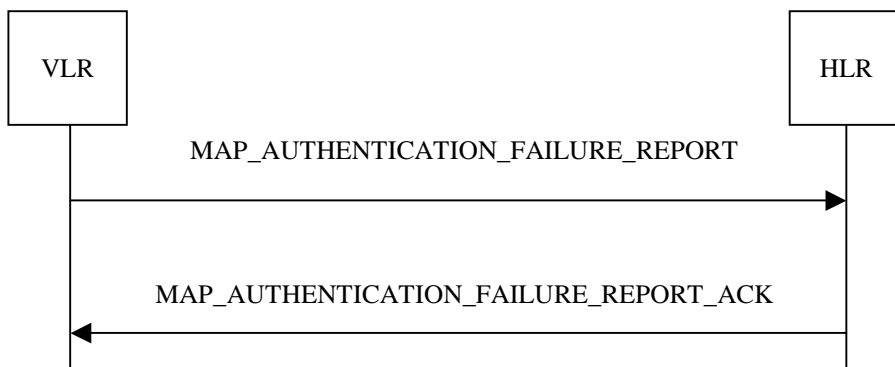 VLR
HLR
MAP_AUTHENTICATION_FAILURE_REPORT
MAP_AUTHENTICATION_FAILURE_REPORT_ACK